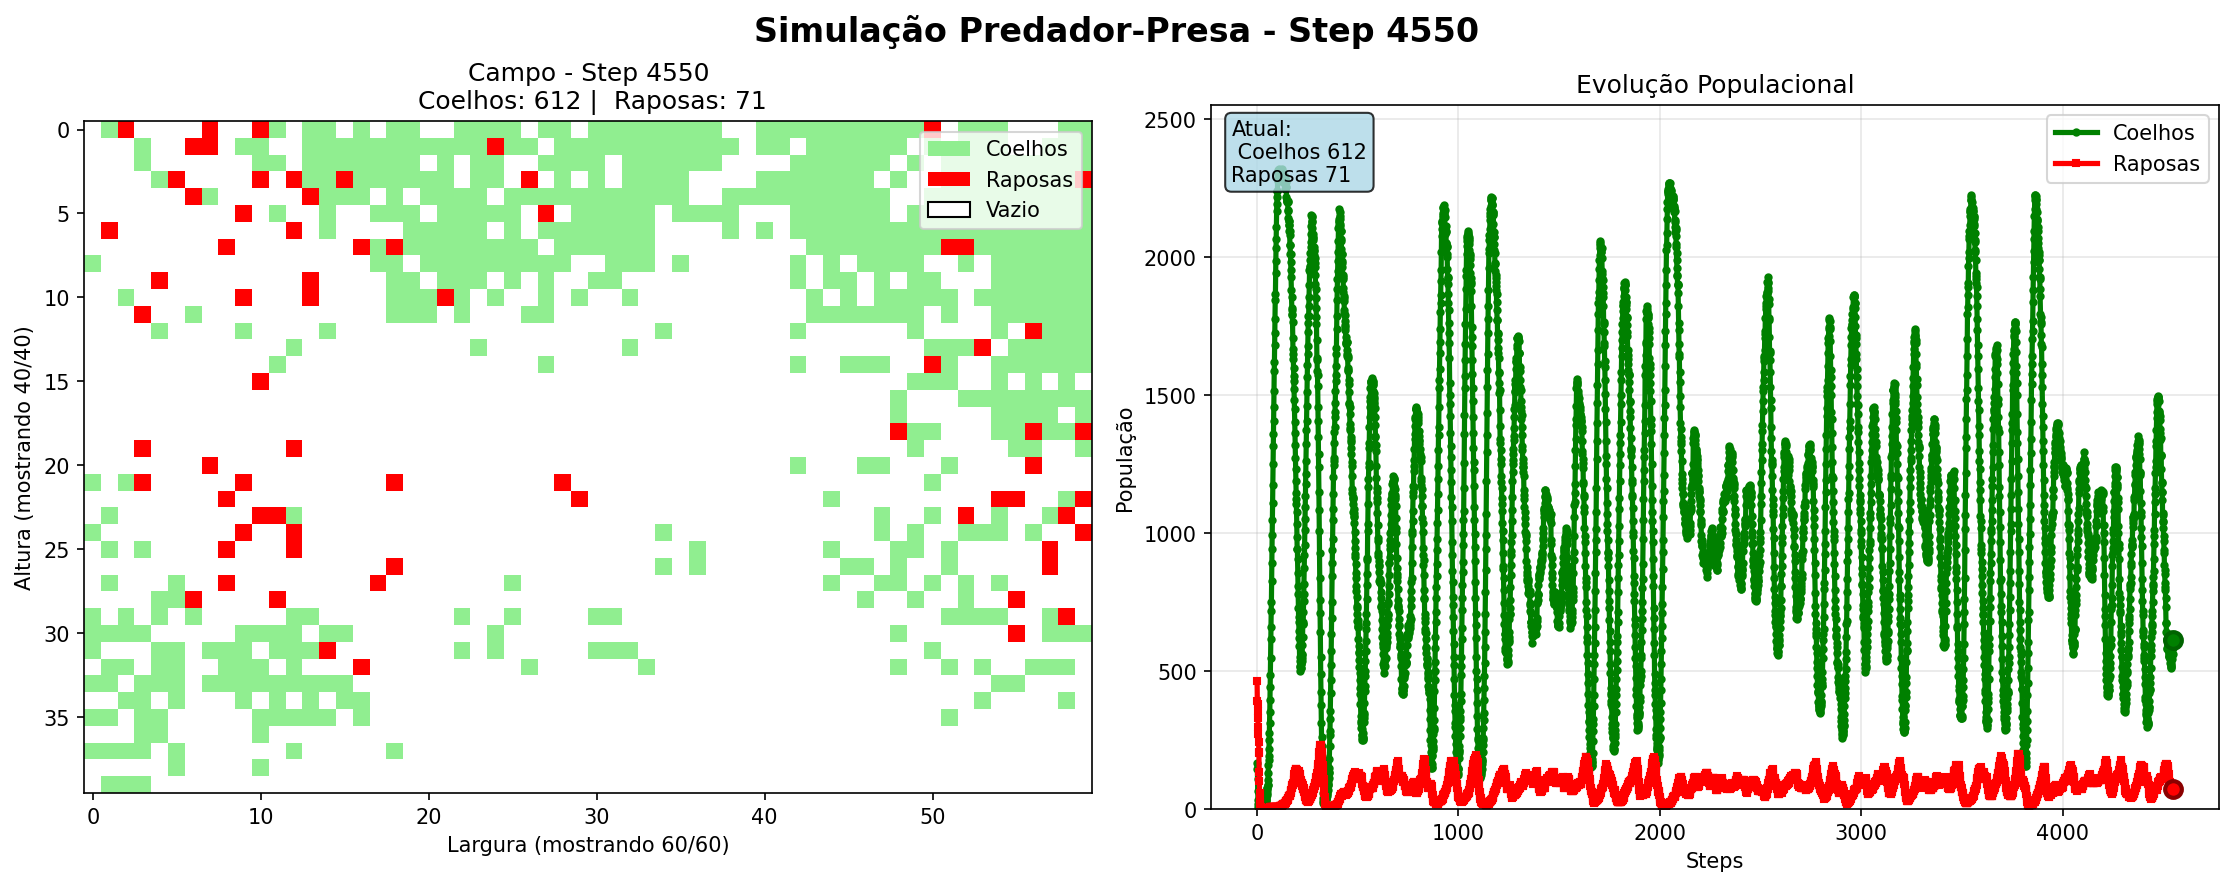 Simulação Predador-Presa - Step 4550
Campo - Step 4550
Coelhos: 612 |  Raposas: 71
Coelhos
Raposas
Vazio
0
5
10
15
20
25
30
35
Altura (mostrando 40/40)
0
10
20
30
40
50
Largura (mostrando 60/60)
Evolução Populacional
Atual:
Coelhos 612
Raposas 71
Coelhos
Raposas
2500
2000
1500
1000
500
0
População
0
1000
2000
3000
4000
Steps